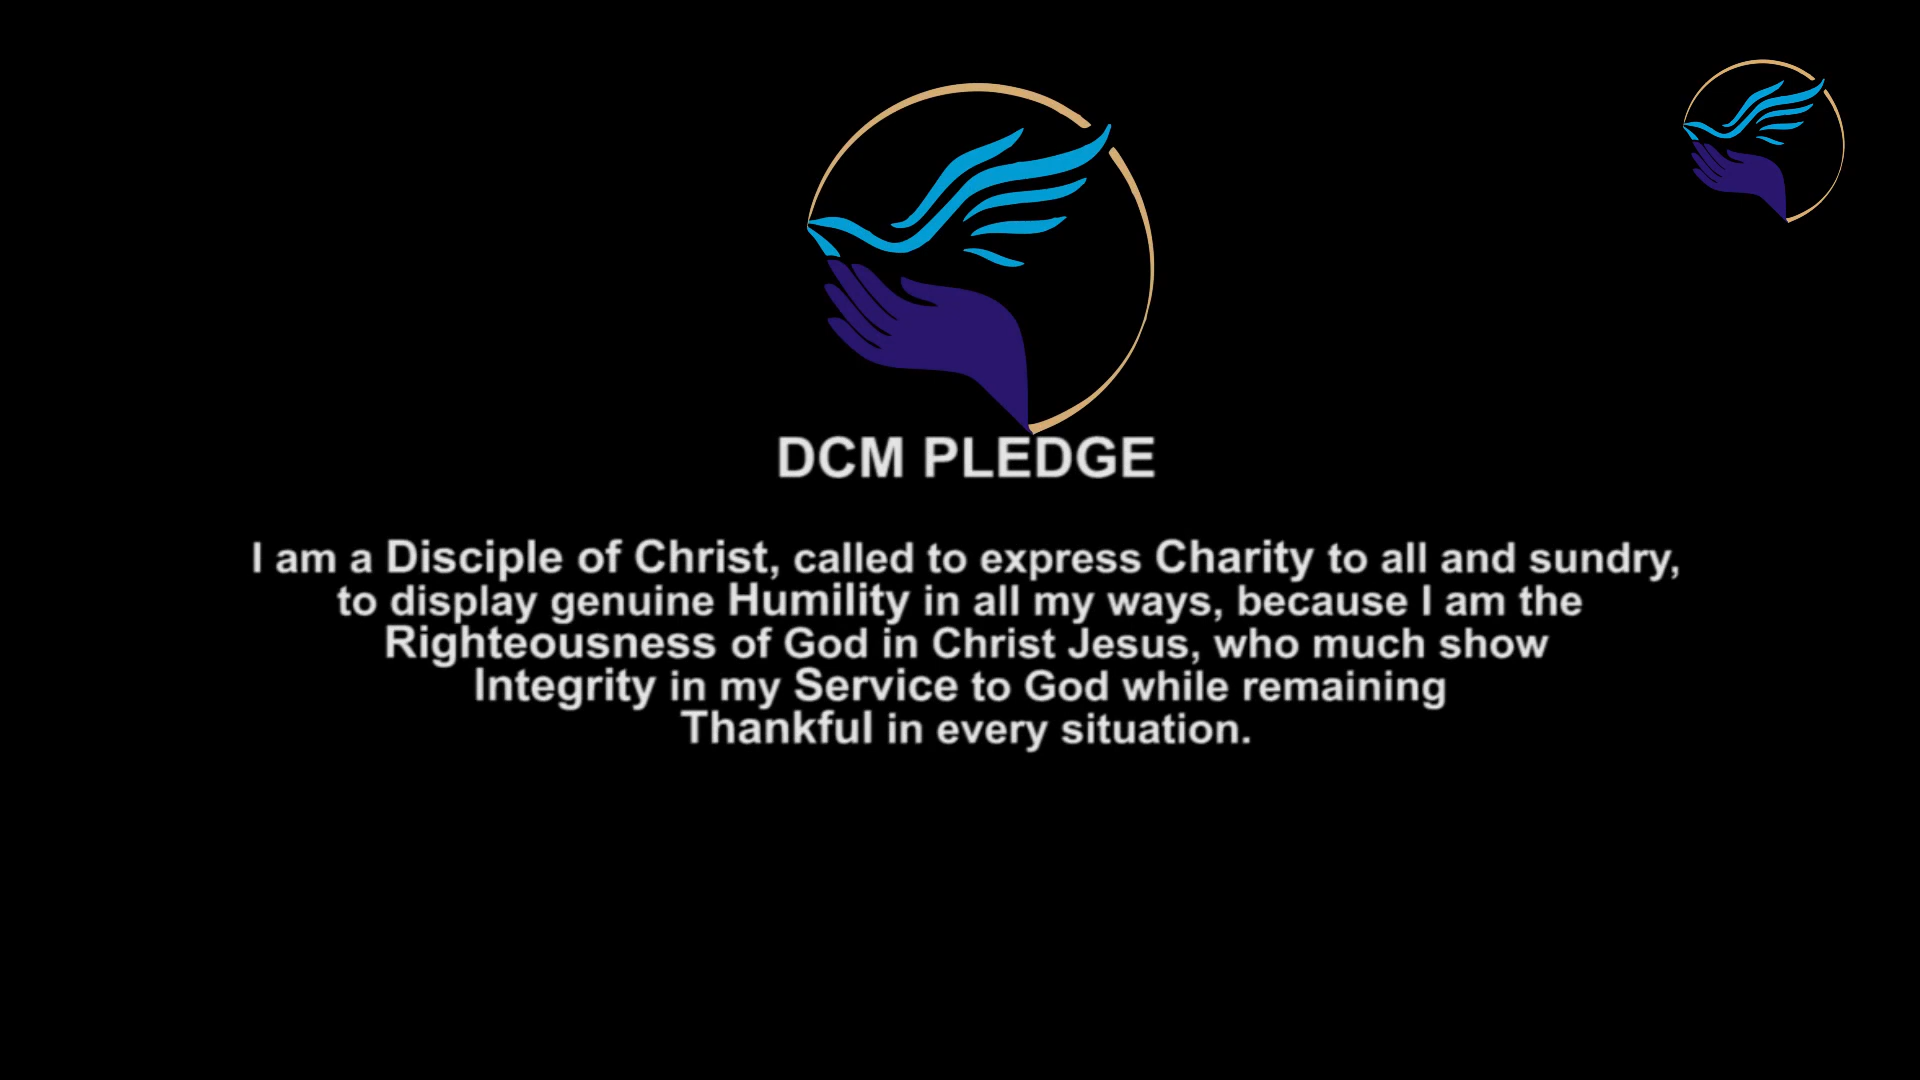 DCM PLEDGE
I am a Disciple of Christ, called to express Charity to all and sundry,
to display genuine Humility in all my ways, because I am the
Righteousness of God in Christ Jesus, who much show
Integrity in my Service to God while remaining
Thankful in every situation.